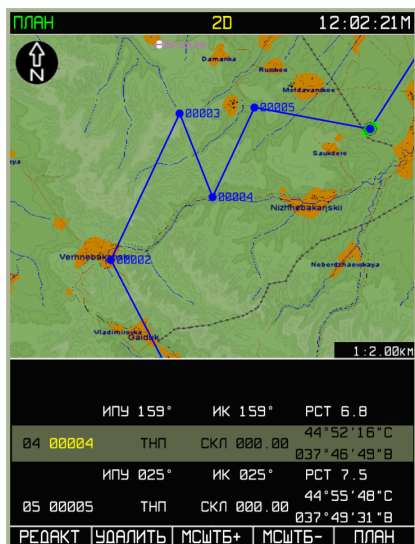 ПЛАН 2D 12:02:21М
N
Damanka
Russkoe
Moldavanskoe
00003
00005
Saukdere
00004
Nizhnebakanskii
Verhnebakanskii
00002
Neberdzhaevskaya
Vladimirovka
Gaiduk
1:2.00км
ИПУ 159° ИК 159° РСТ 6.8
04 00004 ТНП СКЛ 000.00 44°52'16"С
037°46'49"В
ИПУ 025° ИК 025° РСТ 7.5
05 00005 ТНП СКЛ 000.00 44°55'48"С
037°49'31"В
РЕДАКТ УДАЛИТЬ МСШТБ+ МСШТБ- ПЛАН